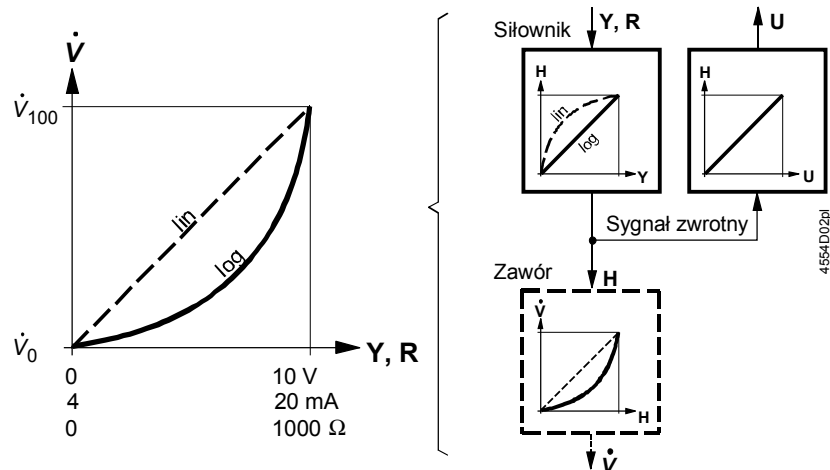 V̇
V̇100
lin
log
V̇0
Y, R
0 10 V
4 20 mA
0 1000 Ω
Siłownik
Y, R
U
H
lin
log
Y
H
U
Sygnał zwrotny
Zawór
H
V̇
H
V̇
4554D02pl